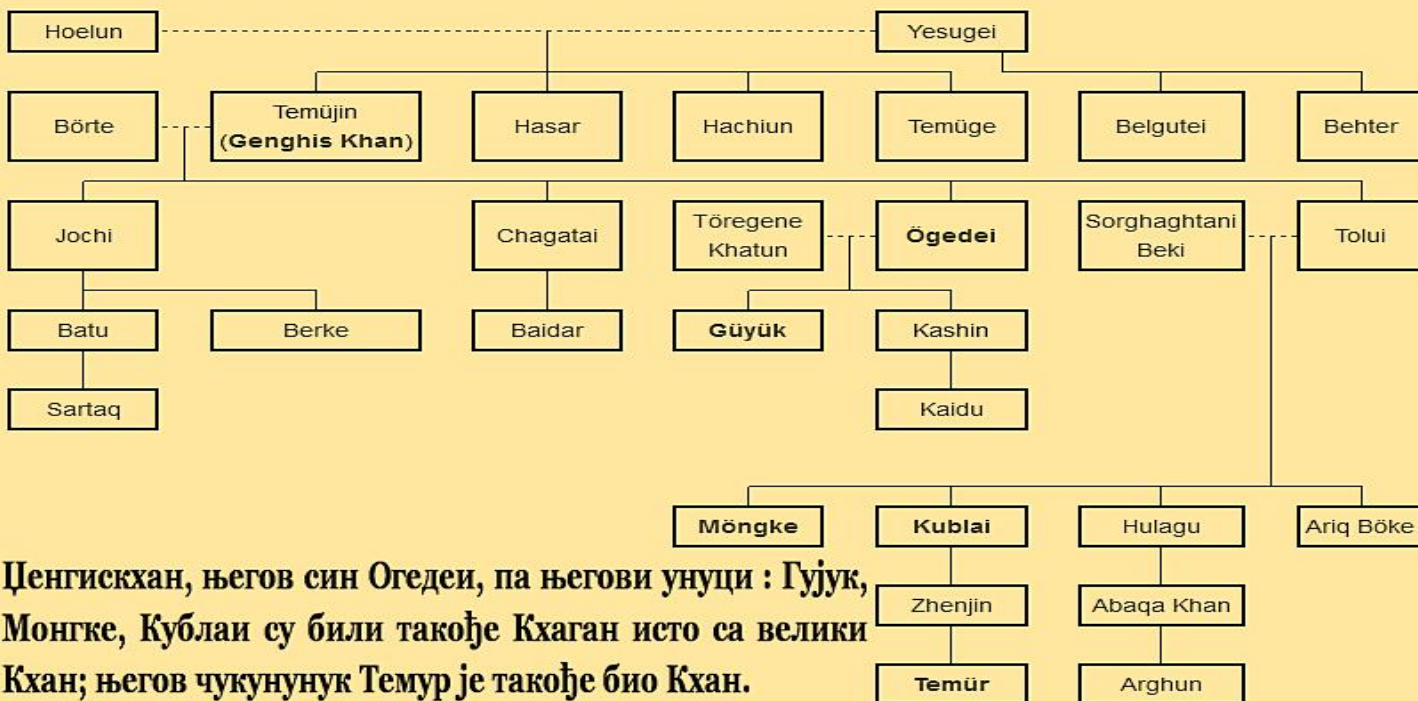 Hoelun Yesugei
Börte Temüjin Hasar Hachiun Temüge Belgutei Behter
(Genghis Khan)
Jochi Chagatai Töregene Ögedei Sorghaghtani Tolui
Khatun Beki
Batu Berke Baidar Güyük Kashin
Sartaq Kaidu
Möngke Kublai Hulagu Ariq Böke
Zhenjin Abaqa Khan
Temür Arghun
Џенгискхан, његов син Огедеи, па његови унуци : Гујук,
Монгке, Кублаи су били такође Кхаган исто са велики
Кхан; његов чукунунук Темур је такође био Кхан.